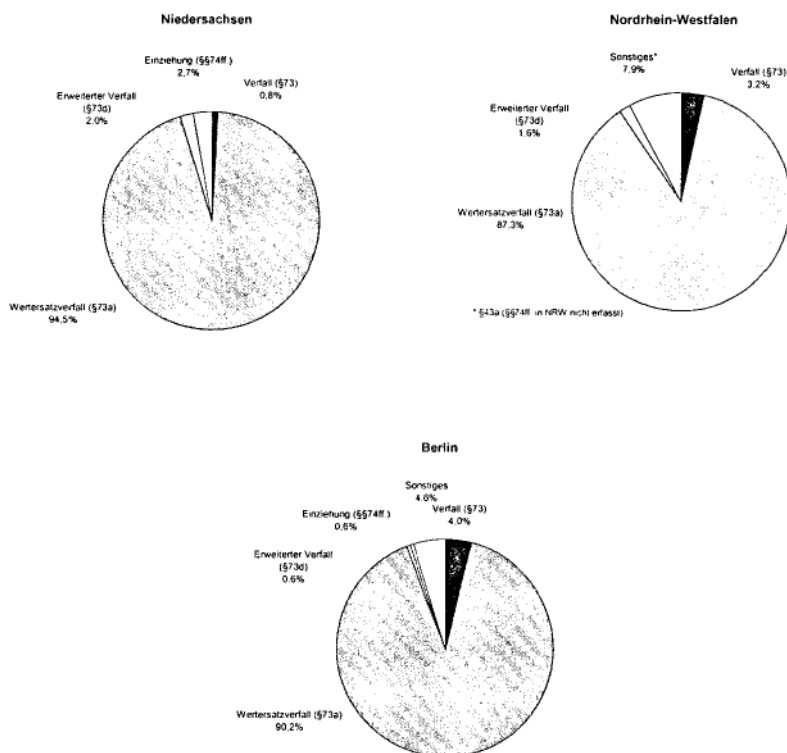 Niedersachsen
Einziehung (§§74ff.)
2,7%
Verfall (§73)
0,8%
Erweiterter Verfall
(§73d)
2,0%
Wertersatzverfall (§73a)
94,5%
Nordrhein-Westfalen
Sonstiges*
7,9%
Verfall (§73)
3,2%
Erweiterter Verfall
(§73d)
1,6%
Wertersatzverfall (§73a)
87,3%
* §43a (§§74ff. in NRW nicht erfasst)
Berlin
Sonstiges
4,6%
Einziehung (§§74ff.)
0,6%
Verfall (§73)
4,0%
Erweiterter Verfall
(§73d)
0,6%
Wertersatzverfall (§73a)
90,2%